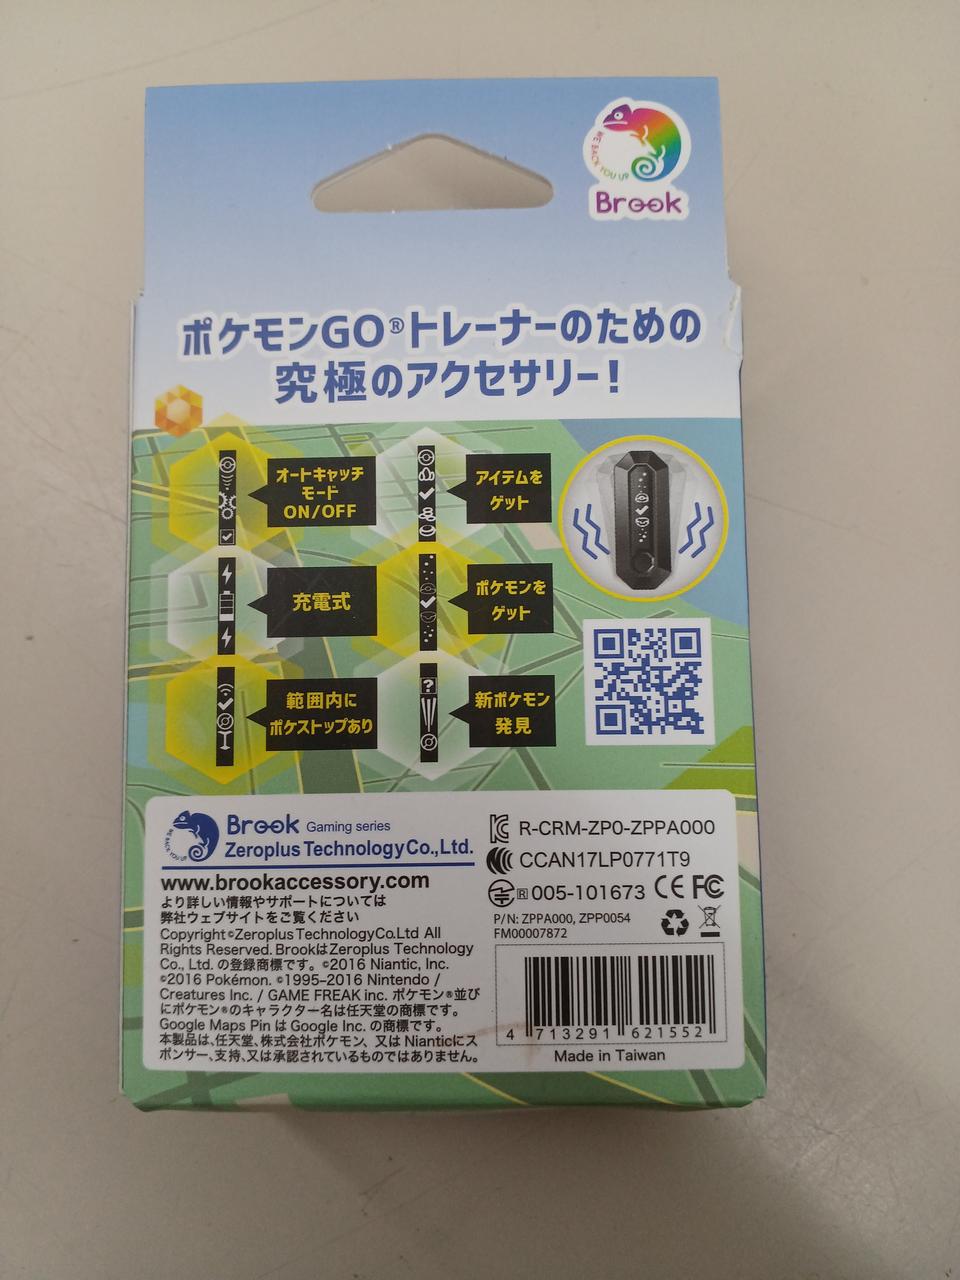 WE BACK YOU UP
Brook
ポケモンGO®トレーナーのための
究極のアクセサリー!
オートキャッチ
モード
ON/OFF
アイテムを
ゲット
充電式
ポケモンを
ゲット
範囲内に
ポケストップあり
?
新ポケモン
発見
WE BACK YOU UP
Brook Gaming series
Zeroplus Technology Co., Ltd.
www.brookaccessory.com
より詳しい情報やサポートについては
弊社ウェブサイトをご覧ください
Copyright©Zeroplus TechnologyCo.Ltd All
Rights Reserved. BrookはZeroplus Technology
Co., Ltd. の登録商標です。©2016 Niantic, Inc.
©2016 Pokémon. ©1995–2016 Nintendo /
Creatures Inc. / GAME FREAK inc. ポケモン®並び
にポケモン®のキャラクター名は任天堂の商標です。
Google Maps Pin は Google Inc. の商標です。
本製品は、任天堂、株式会社ポケモン、又は Nianticにス
ポンサー、支持、又は承認されているものではありません。
R-CRM-ZP0-ZPPA000
CCAN17LP0771T9
R 005-101673 CE FC
P/N: ZPPA000, ZPP0054
FM00007872
4 713291 621552
Made in Taiwan